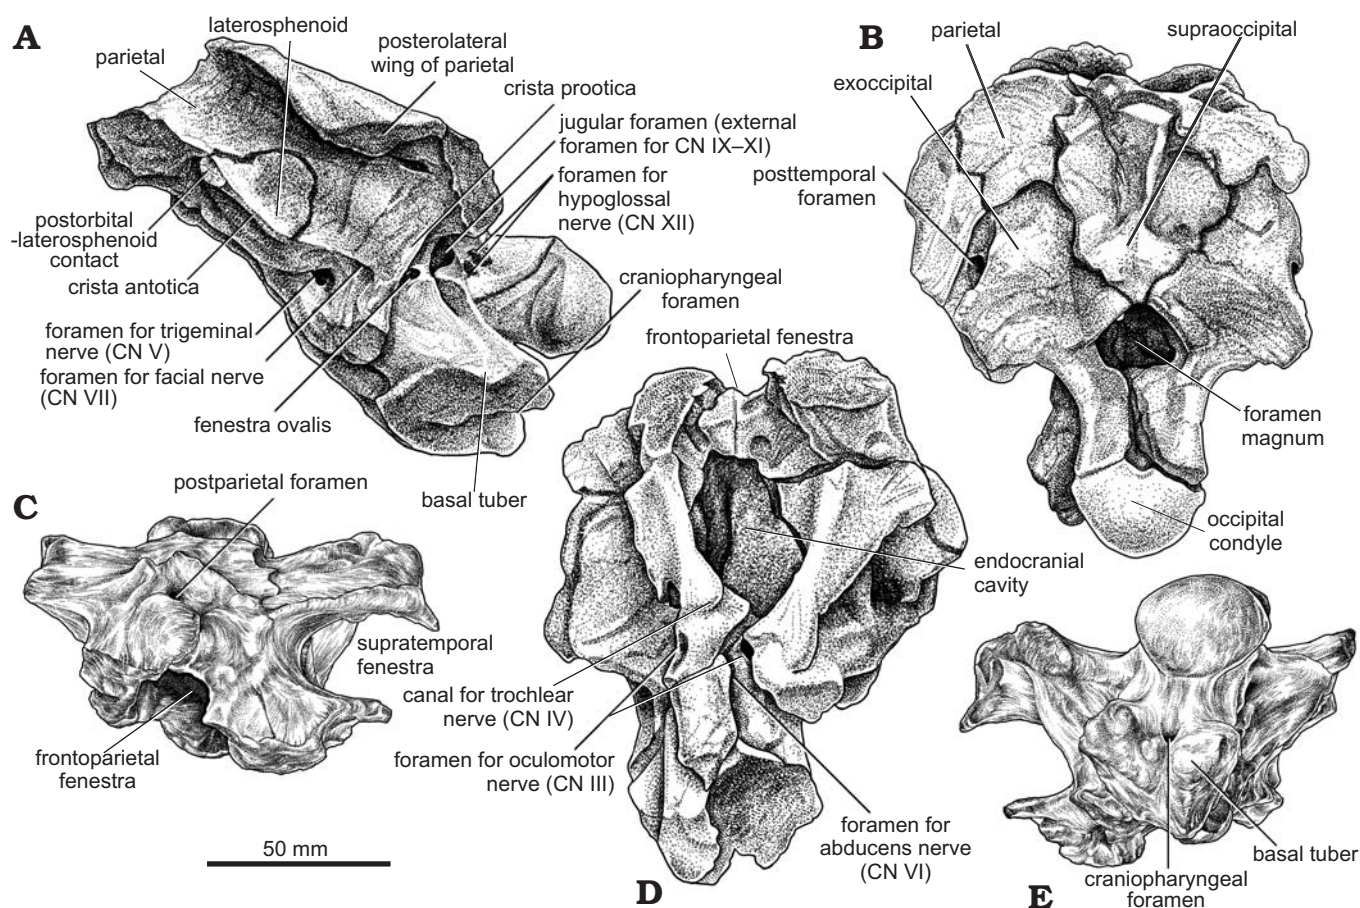 A
laterosphenoid
parietal
posterolateral
wing of parietal
crista prootica
jugular foramen (external
foramen for CN IX–XI)
foramen for
hypoglossal
nerve (CN XII)
craniopharyngeal
foramen
postorbital
-laterosphenoid
contact
crista antotica
foramen for trigeminal
nerve (CN V)
foramen for facial nerve
(CN VII)
fenestra ovalis
basal tuber
B
parietal
supraoccipital
exoccipital
posttemporal
foramen
foramen
magnum
occipital
condyle
C
postparietal foramen
supratemporal
fenestra
frontoparietal
fenestra
50 mm
frontoparietal fenestra
endocranial
cavity
canal for trochlear
nerve (CN IV)
foramen for oculomotor
nerve (CN III)
foramen for
abducens nerve
(CN VI)
D
basal tuber
craniopharyngeal
foramen
E